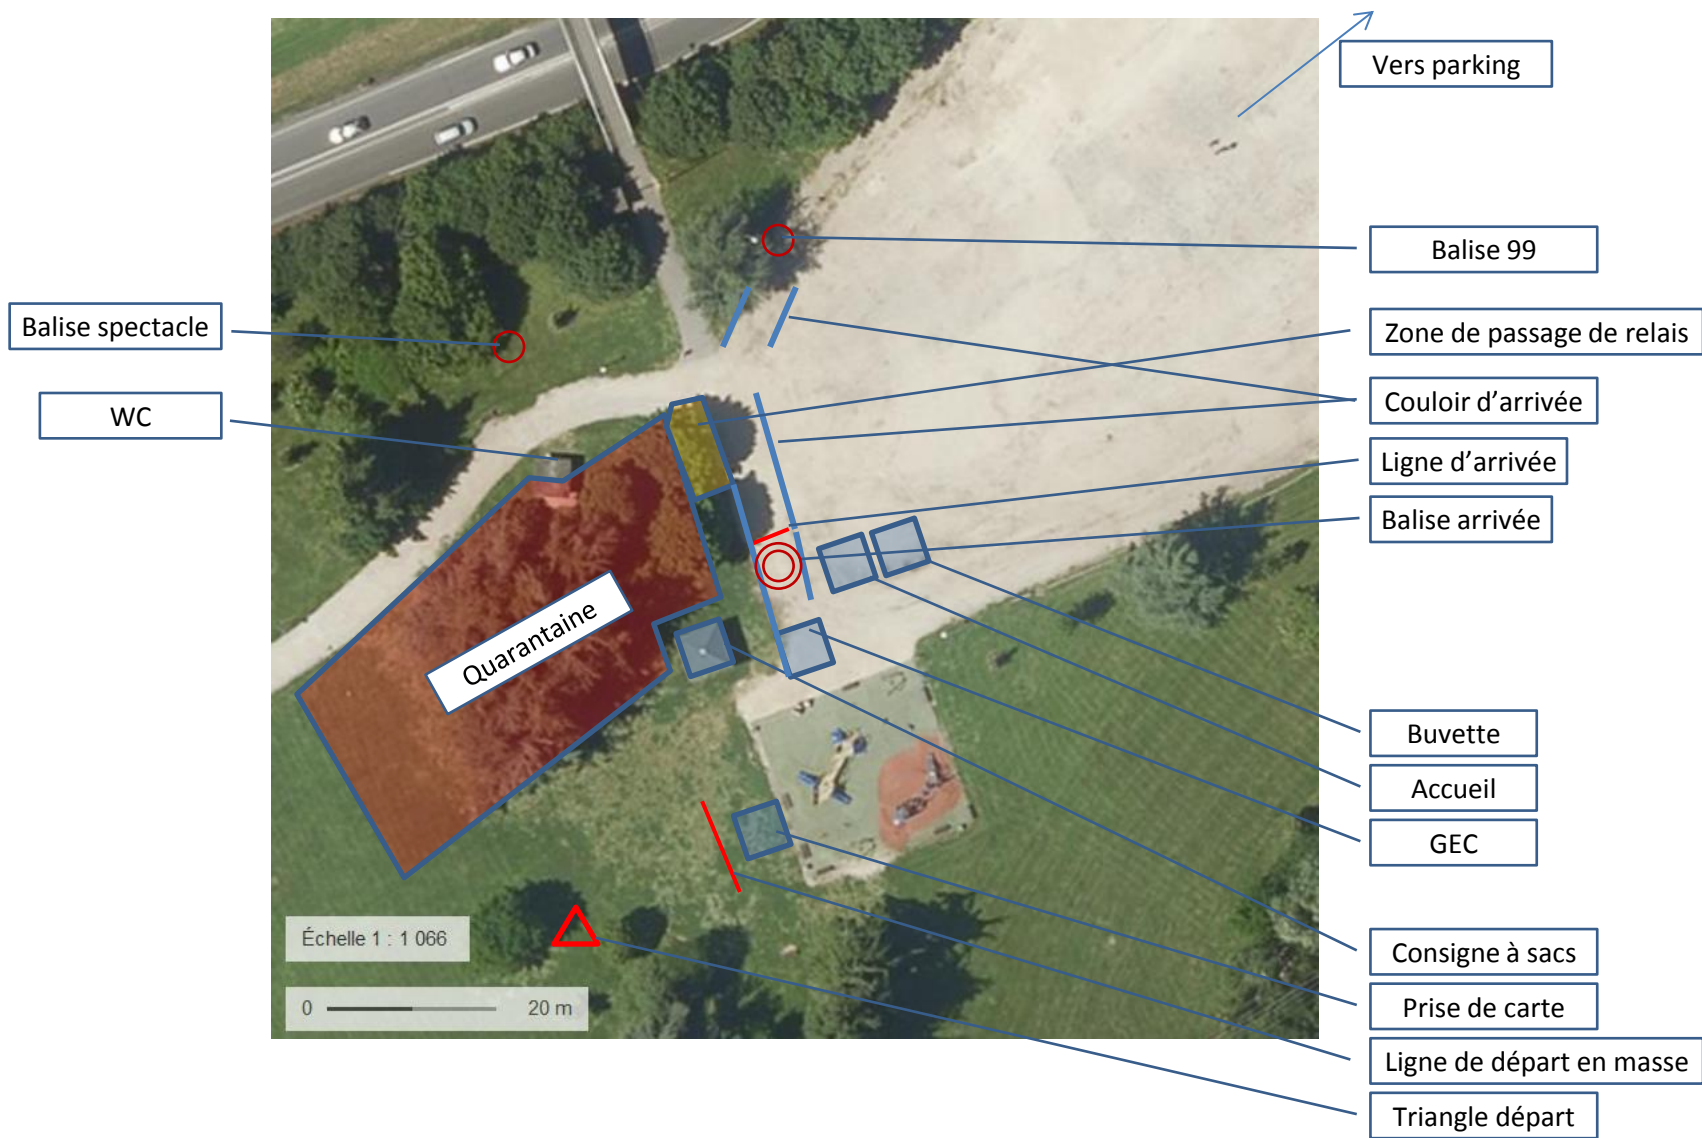 Vers parking
Balise 99
Balise spectacle
Zone de passage de relais
WC
Couloir d'arrivée
Ligne d'arrivée
Balise arrivée
Quarantaine
Buvette
Accueil
GEC
Échelle 1 : 1 066
Consigne à sacs
0 20 m
Prise de carte
Ligne de départ en masse
Triangle départ